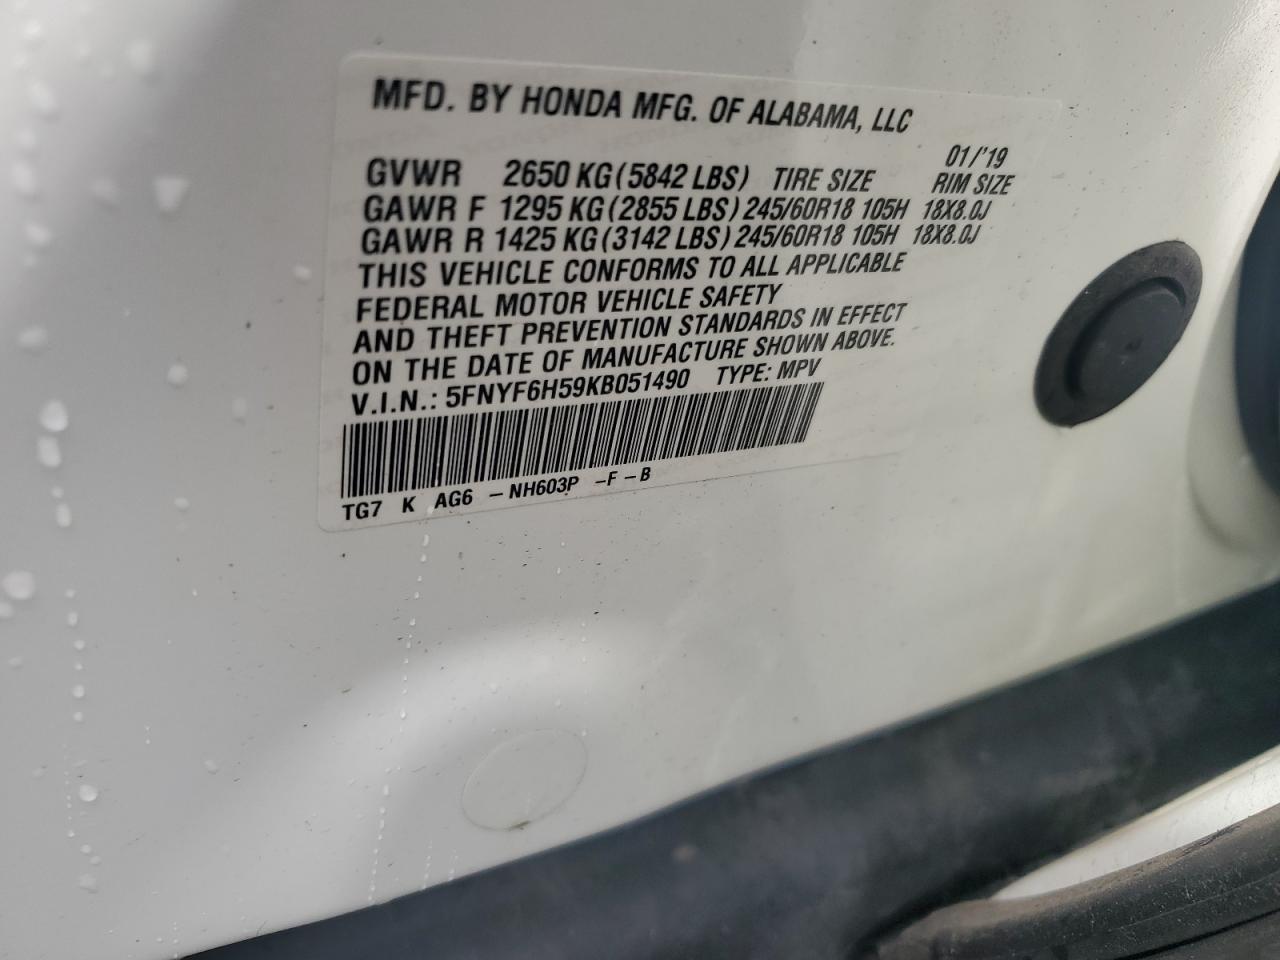 MFD. BY HONDA MFG. OF ALABAMA, LLC
01/'19
GVWR 2650 KG (5842 LBS) TIRE SIZE RIM SIZE
GAWR F 1295 KG (2855 LBS) 245/60R18 105H 18X8.0J
GAWR R 1425 KG (3142 LBS) 245/60R18 105H 18X8.0J
THIS VEHICLE CONFORMS TO ALL APPLICABLE
FEDERAL MOTOR VEHICLE SAFETY
AND THEFT PREVENTION STANDARDS IN EFFECT
ON THE DATE OF MANUFACTURE SHOWN ABOVE.
V.I.N.: 5FNYF6H59KB051490 TYPE: MPV
TG7 K AG6 – NH603P – F – B